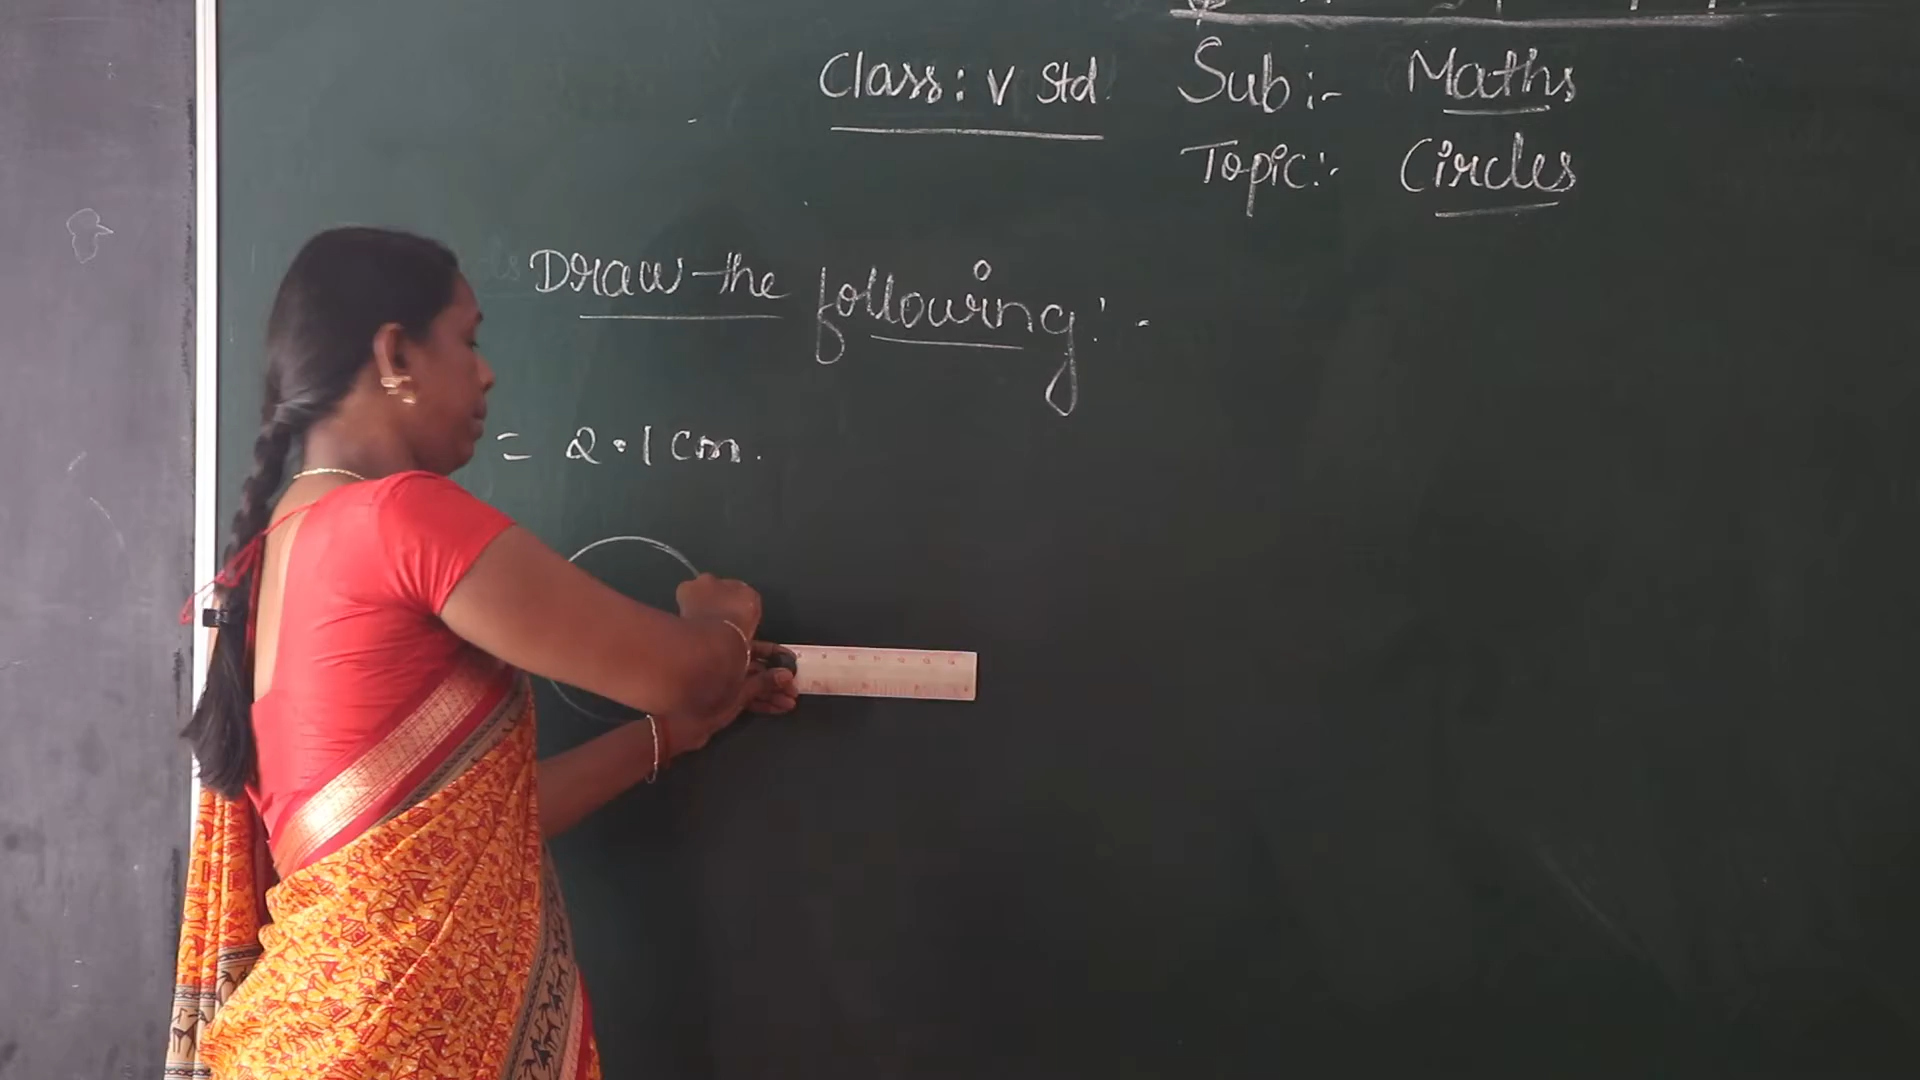 Class: V Std. Sub:- Maths
Topic:- Circles
Draw the following:-
= 2.1 cm.